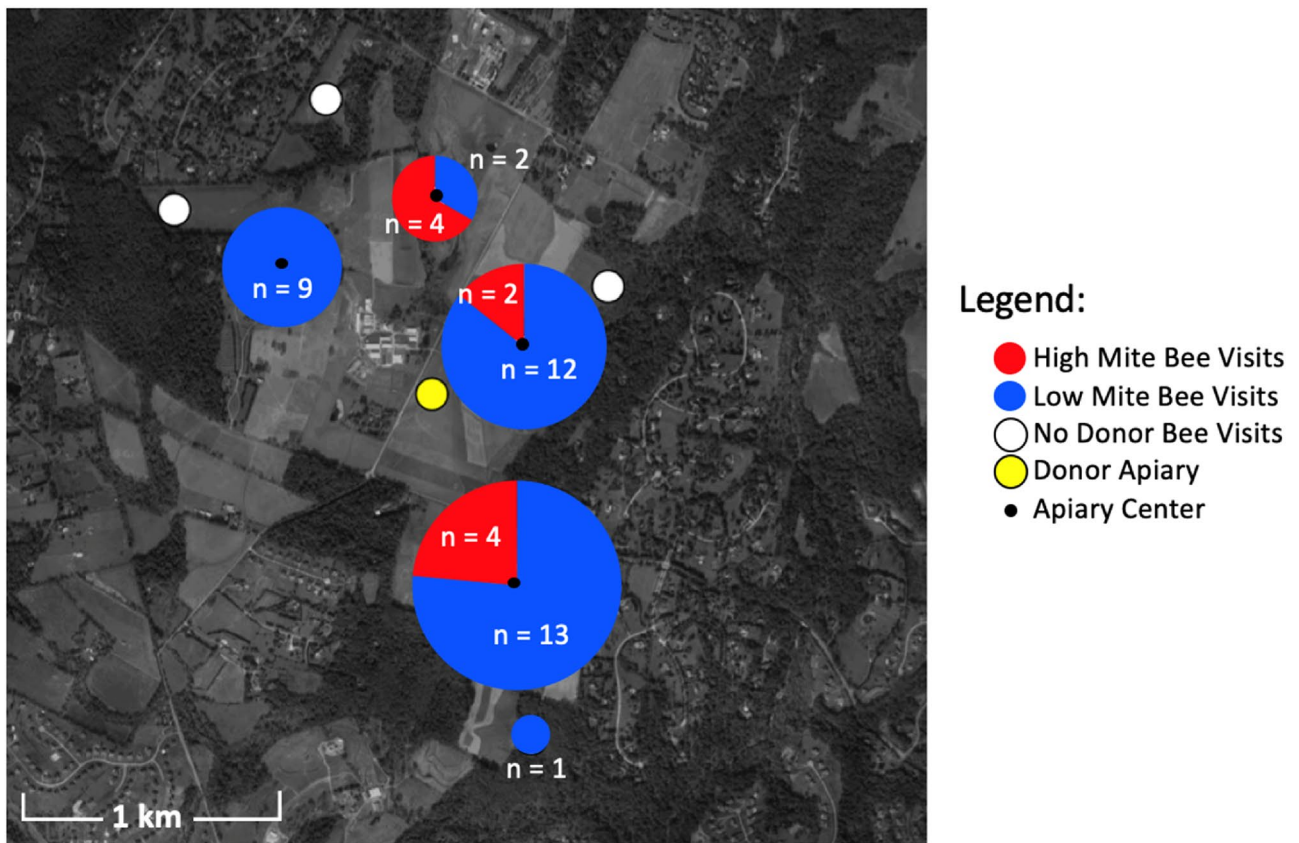 n = 2
n = 4
n = 9
n = 2
n = 12
n = 4
n = 13
n = 1
1 km
Legend:
High Mite Bee Visits
Low Mite Bee Visits
No Donor Bee Visits
Donor Apiary
Apiary Center